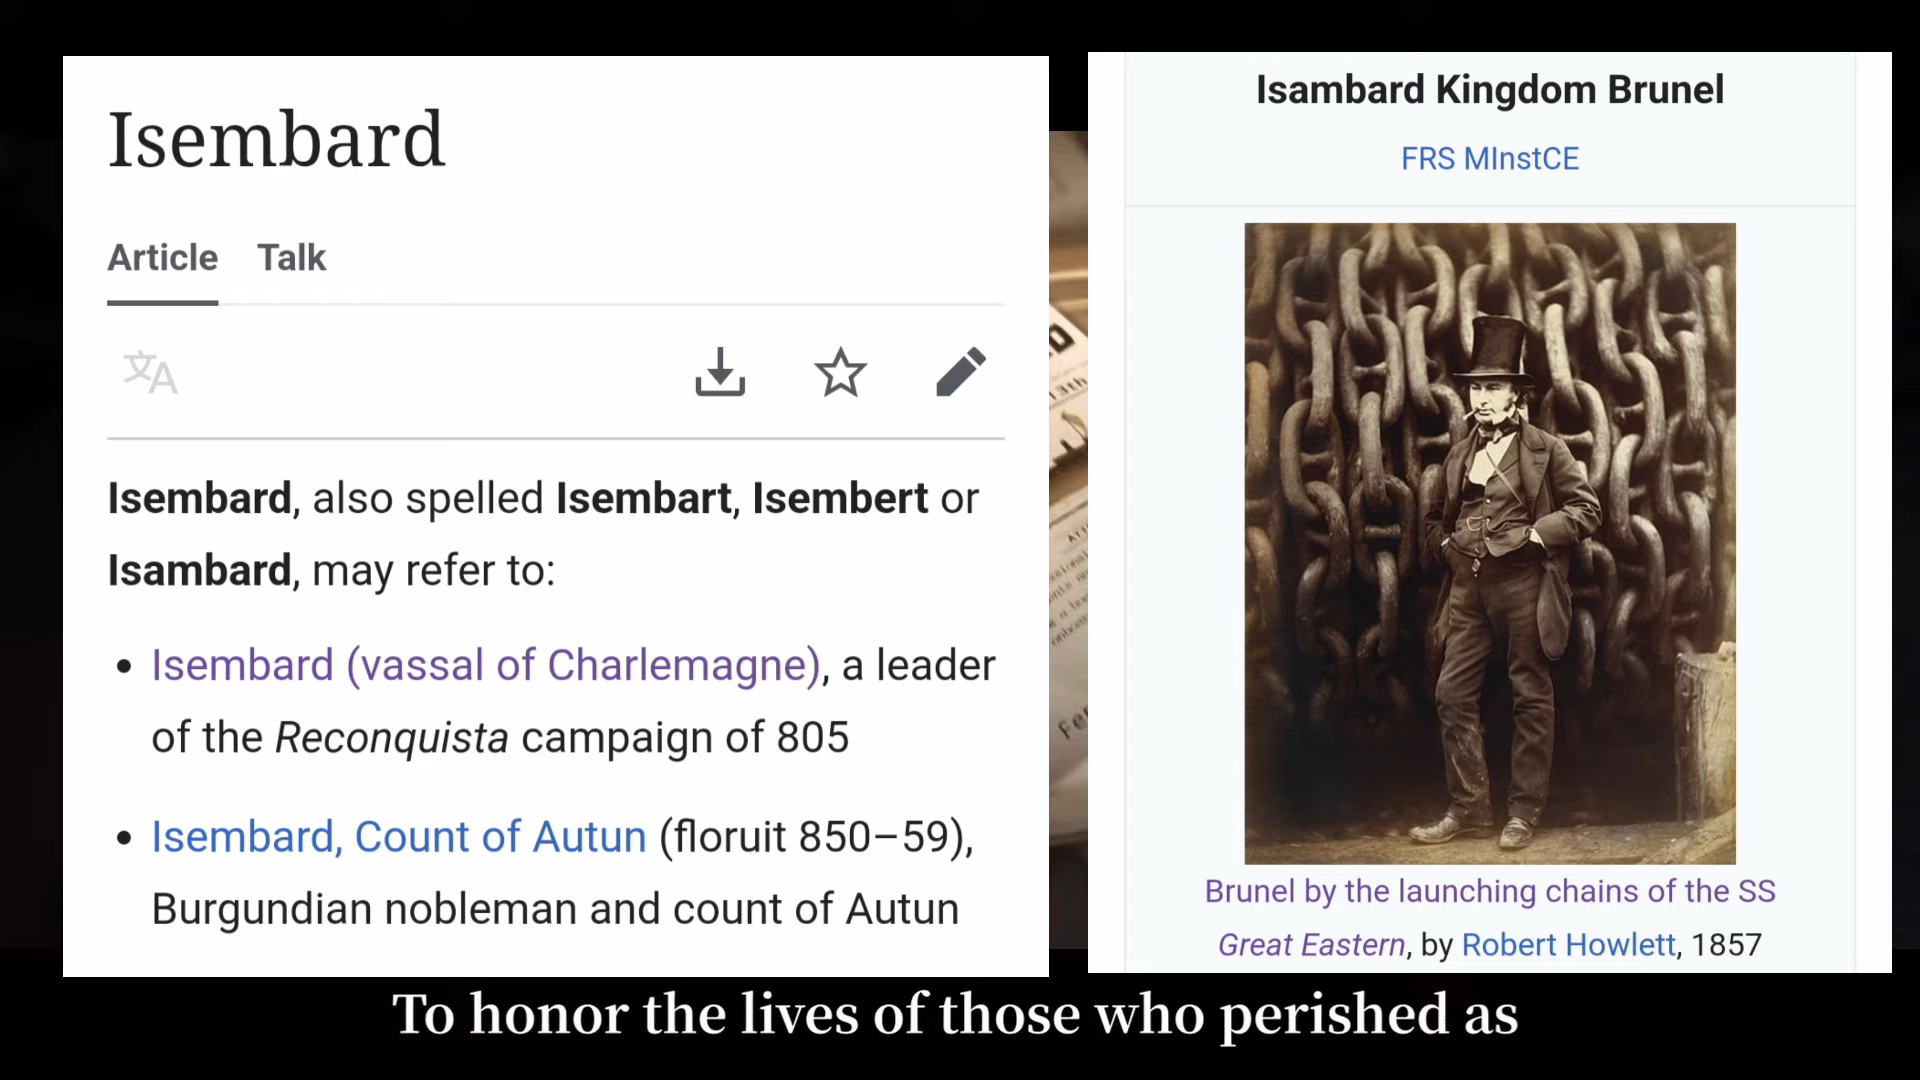 Isembard
Article Talk
Isembard, also spelled Isembart, Isembert or
Isambard, may refer to:
• Isembard (vassal of Charlemagne), a leader
of the Reconquista campaign of 805
• Isembard, Count of Autun (floruit 850–59),
Burgundian nobleman and count of Autun
Isambard Kingdom Brunel
FRS MInstCE
Brunel by the launching chains of the SS
Great Eastern, by Robert Howlett, 1857
To honor the lives of those who perished as